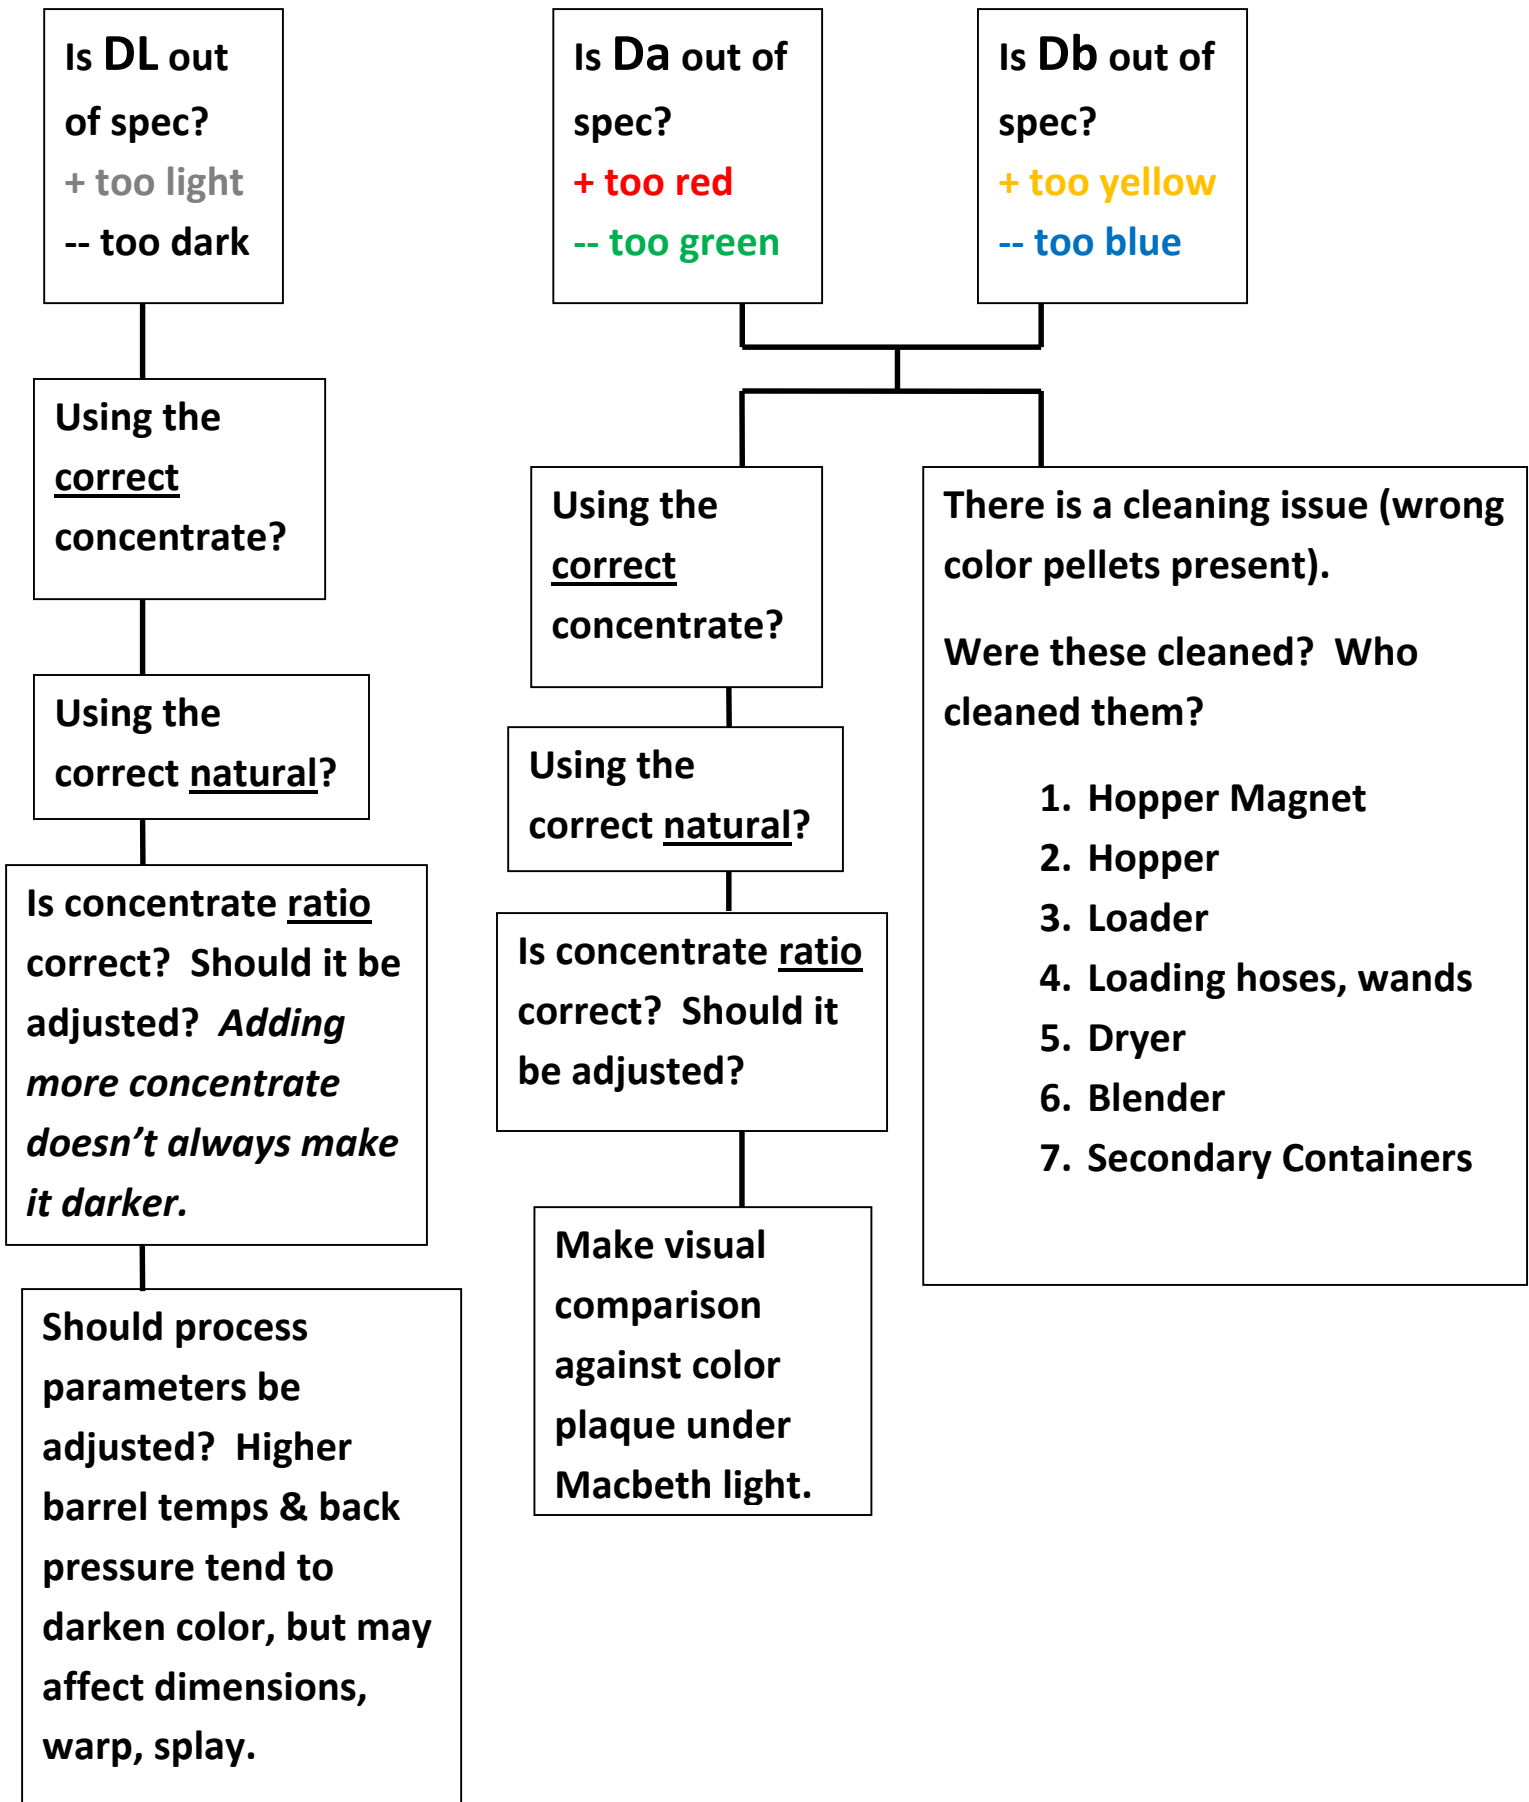 Is DL out
of spec?
+ too light
-- too dark
Is Da out of
spec?
+ too red
-- too green
Is Db out of
spec?
+ too yellow
-- too blue
Using the
correct
concentrate?
Using the
correct natural?
Is concentrate ratio
correct?  Should it be
adjusted?  Adding
more concentrate
doesn’t always make
it darker.
Should process
parameters be
adjusted?  Higher
barrel temps & back
pressure tend to
darken color, but may
affect dimensions,
warp, splay.
Using the
correct
concentrate?
Using the
correct natural?
Is concentrate ratio
correct?  Should it
be adjusted?
Make visual
comparison
against color
plaque under
Macbeth light.
There is a cleaning issue (wrong
color pellets present).
Were these cleaned?  Who
cleaned them?
1. Hopper Magnet
2. Hopper
3. Loader
4. Loading hoses, wands
5. Dryer
6. Blender
7. Secondary Containers